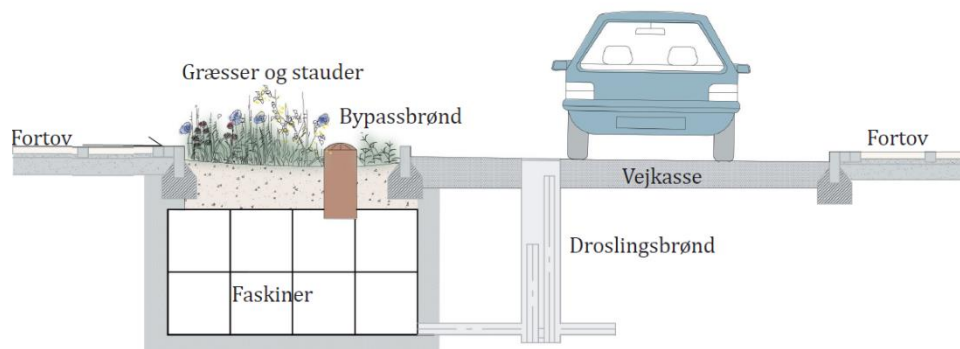 Græsser og stauder
Bypassbrønd
Fortov
Fortov
Vejkasse
Droslingsbrønd
Faskiner